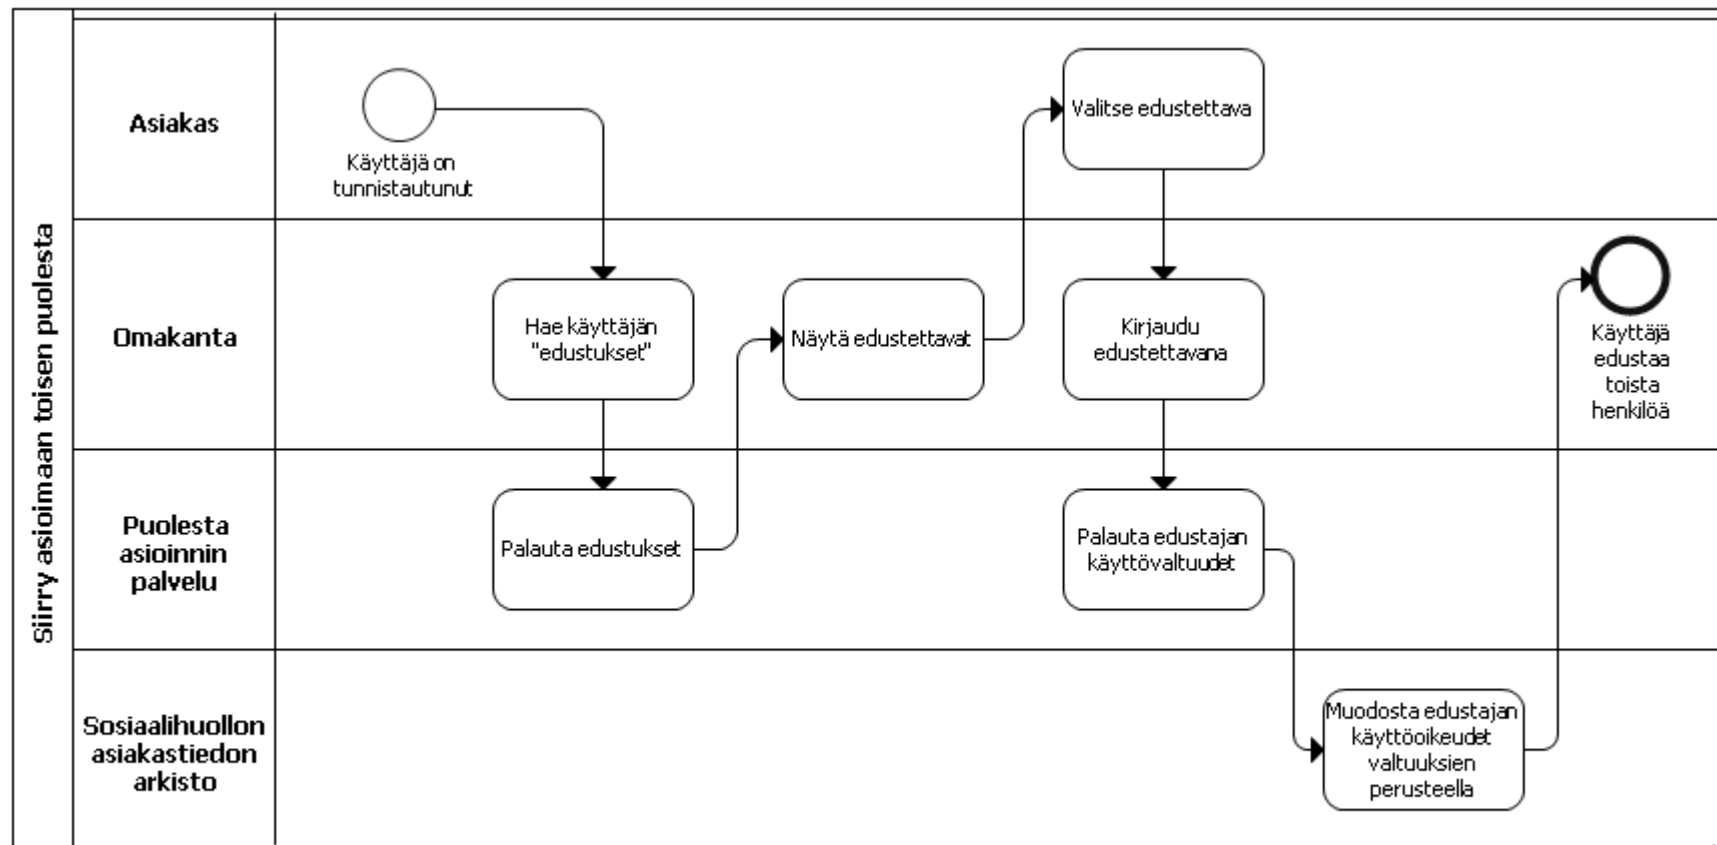 Siirry asioimaan toisen puolesta
Asiakas
Käyttäjä on
tunnistautunut
Valitse edustettava
Omakanta
Hae käyttäjän
"edustukset"
Näytä edustettavat
Kirjaudu
edustettavana
Käyttäjä
edustaa
toista
henkilöä
Puolesta
asioinnin
palvelu
Palauta edustukset
Palauta edustajan
käyttövaltuudet
Sosiaalihuollon
asiakastiedon
arkisto
Muodosta edustajan
käyttöoikeudet
valtuuksien
perusteella